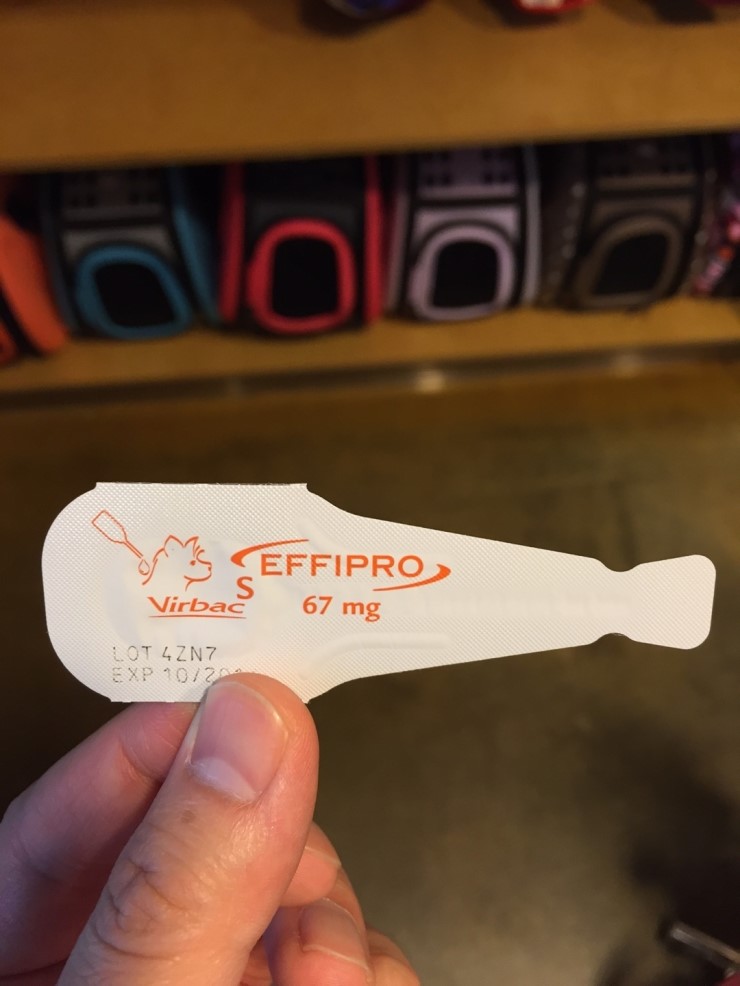 EFFIPRO
S
67 mg
Virbac
LOT 4ZN7
EXP 10/20